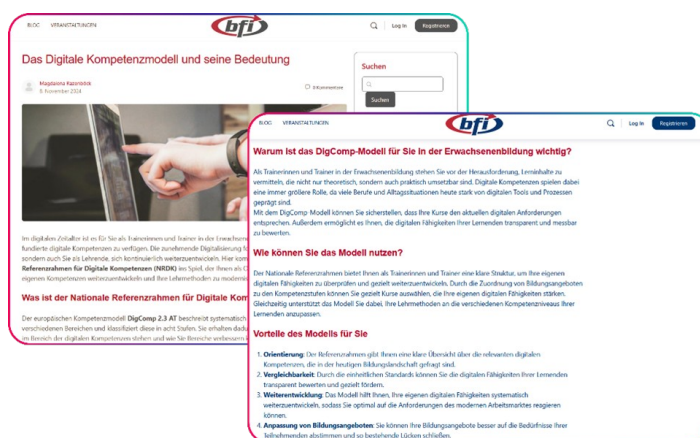 BLOG VERANSTALTUNGEN
bfi
Log In Registrieren
Das Digitale Kompetenzmodell und seine Bedeutung
Magdalena
8. November 2024
0 Kommentare
Suchen
Suchen
Im digitalen Zeitalter ist es für Sie als Trainerinnen und Trainer in der Erwachsene
fundierte digitale Kompetenzen zu verfügen. Die zunehmende Digitalisierung fo
sondern auch Sie als Lehrende, sich kontinuierlich weiterzuentwickeln. Hier kom
Referenzrahmen für Digitale Kompetenzen (NRDK) ins Spiel, der Ihnen als O
eigenen Kompetenzen weiterzuentwickeln und Ihre Lehrmethoden zu modernis
Was ist der Nationale Referenzrahmen für Digitale Kom
Der europäischen Kompetenzmodell DigComp 2.3 AT beschreibt systematisch
verschiedenen Bereichen und klassifiziert diese in acht Stufen. Sie erhalten dadu
im Bereich der digitalen Kompetenzen stehen und wie Sie Bereiche verbessern k
BLOG VERANSTALTUNGEN
bfi
Log In Registrieren
Warum ist das DigComp-Modell für Sie in der Erwachsenenbildung wichtig?
Als Trainerinnen und Trainer in der Erwachsenenbildung stehen Sie vor der Herausforderung, Lerninhalte zu
vermitteln, die nicht nur theoretisch, sondern auch praktisch umsetzbar sind. Digitale Kompetenzen spielen dabei
eine immer größere Rolle, da viele Berufe und Alltagssituationen heute stark von digitalen Tools und Prozessen
geprägt sind.
Mit dem DigComp Modell können Sie sicherstellen, dass Ihre Kurse den aktuellen digitalen Anforderungen
entsprechen. Außerdem ermöglicht es Ihnen, die digitalen Fähigkeiten Ihrer Lernenden transparent und messbar
zu bewerten.
Wie können Sie das Modell nutzen?
Der Nationale Referenzrahmen bietet Ihnen als Trainerinnen und Trainer eine klare Struktur, um Ihre eigenen
digitalen Fähigkeiten zu überprüfen und gezielt weiterzuentwickeln. Durch die Zuordnung von Bildungsangeboten
zu den Kompetenzstufen können Sie gezielt Kurse auswählen, die Ihre eigenen digitalen Fähigkeiten stärken.
Gleichzeitig unterstützt das Modell Sie dabei, Ihre Lehrmethoden an die verschiedenen Kompetenzniveaus Ihrer
Lernenden anzupassen.
Vorteile des Modells für Sie
1. Orientierung: Der Referenzrahmen gibt Ihnen eine klare Übersicht über die relevanten digitalen
Kompetenzen, die in der heutigen Bildungslandschaft gefragt sind.
2. Vergleichbarkeit: Durch die einheitlichen Standards können Sie die digitalen Fähigkeiten Ihrer Lernenden
transparent bewerten und gezielt fördern.
3. Weiterentwicklung: Das Modell hilft Ihnen, Ihre eigenen digitalen Fähigkeiten systematisch
weiterzuentwickeln, sodass Sie optimal auf die Anforderungen des modernen Arbeitsmarktes reagieren
können.
4. Anpassung von Bildungsangeboten: Sie können Ihre Bildungsangebote besser auf die Bedürfnisse Ihrer
Teilnehmenden abstimmen und so bestehende Lücken schließen.